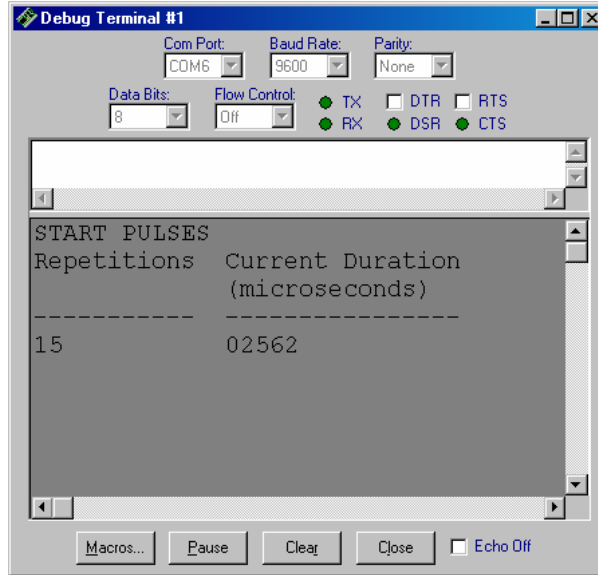 Debug Terminal #1
Com Port: Baud Rate: Parity:
COM6 9600 None
Data Bits: Flow Control: TX DTR RTS
8 Off RX DSR CTS
START PULSES
Repetitions Current Duration
(microseconds)
----------- ----------------
15 02562
Macros... Pause Clear Close Echo Off